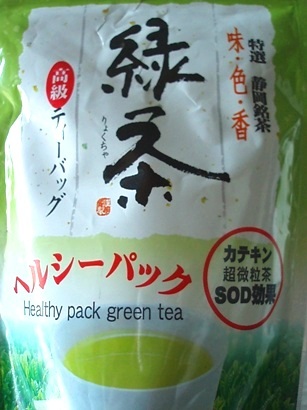 特選 静岡銘茶
味・色・香
緑茶
りょくちゃ
高級
ティーバッグ
ヘルシーパック
Healthy pack green tea
カテキン
超微粒茶
SOD効果